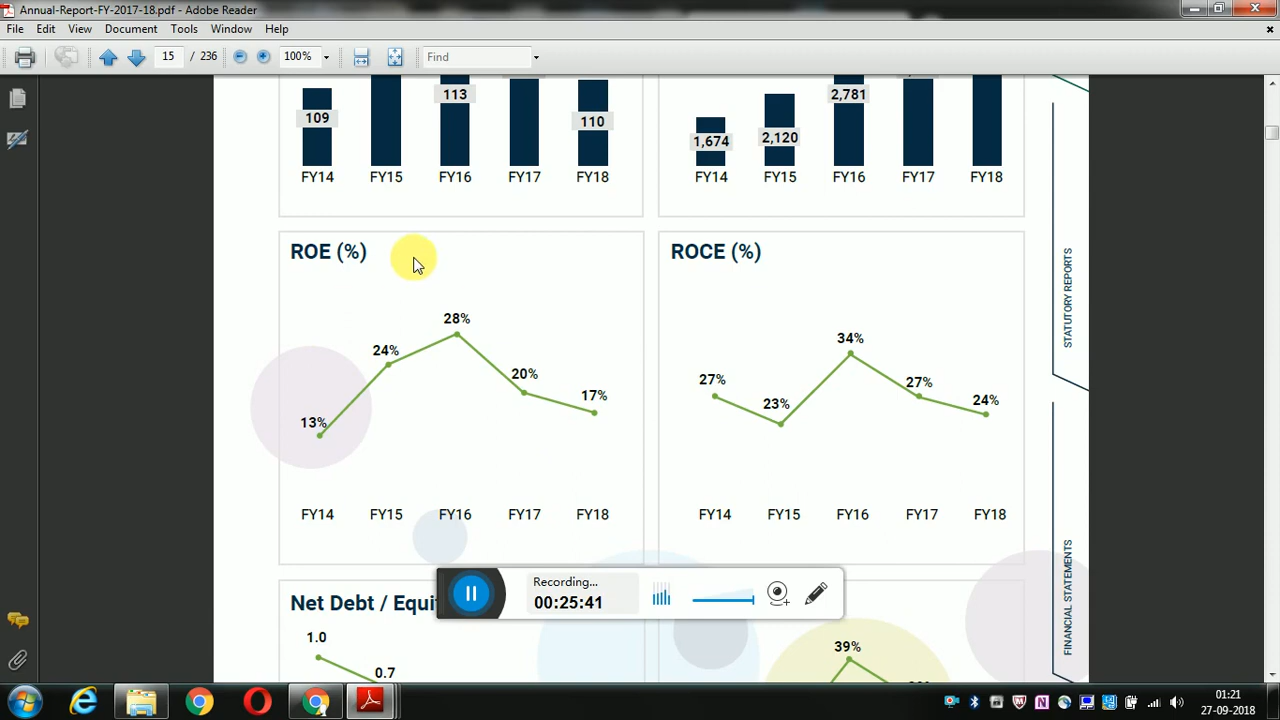 Annual-Report-FY-2017-18.pdf - Adobe Reader
File Edit View Document Tools Window Help
15 / 236 100% Find
109 113 110
FY14 FY15 FY16 FY17 FY18
1,674 2,120 2,781
FY14 FY15 FY16 FY17 FY18
ROE (%)
13% 24% 28% 20% 17%
FY14 FY15 FY16 FY17 FY18
ROCE (%)
27% 23% 34% 27% 24%
FY14 FY15 FY16 FY17 FY18
STATUTORY REPORTS
FINANCIAL STATEMENTS
Net Debt / Equi
1.0
0.7
39%
Recording...
00:25:41
01:21
27-09-2018